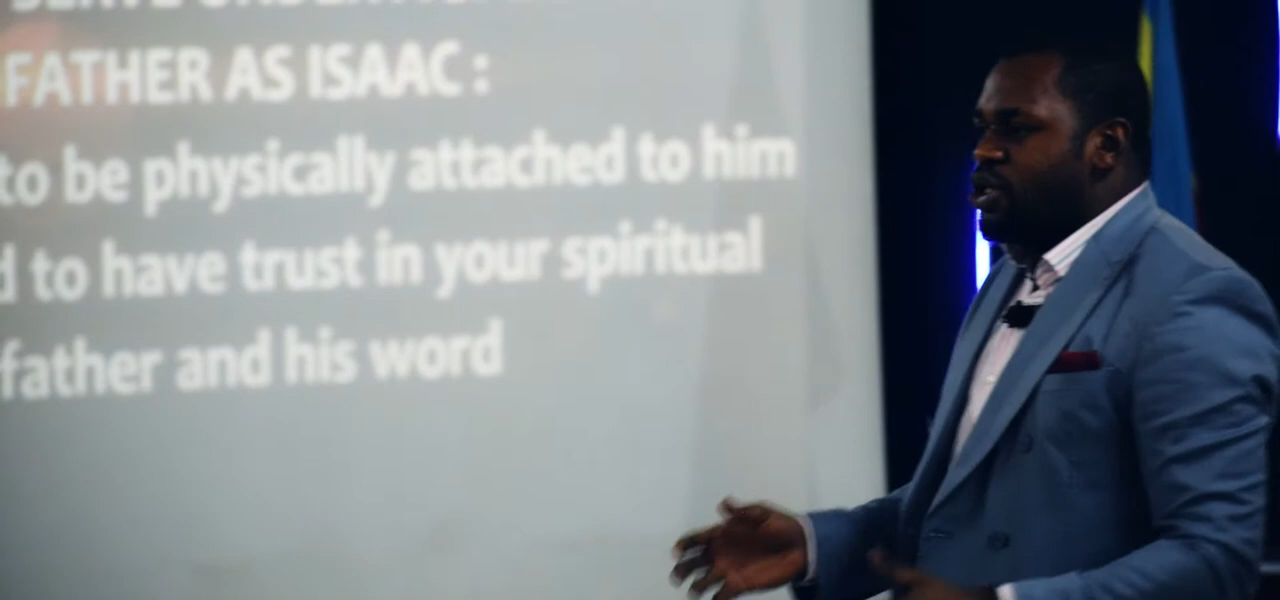 FATHER AS ISAAC :
to be physically attached to him
to have trust in your spiritual
father and his word